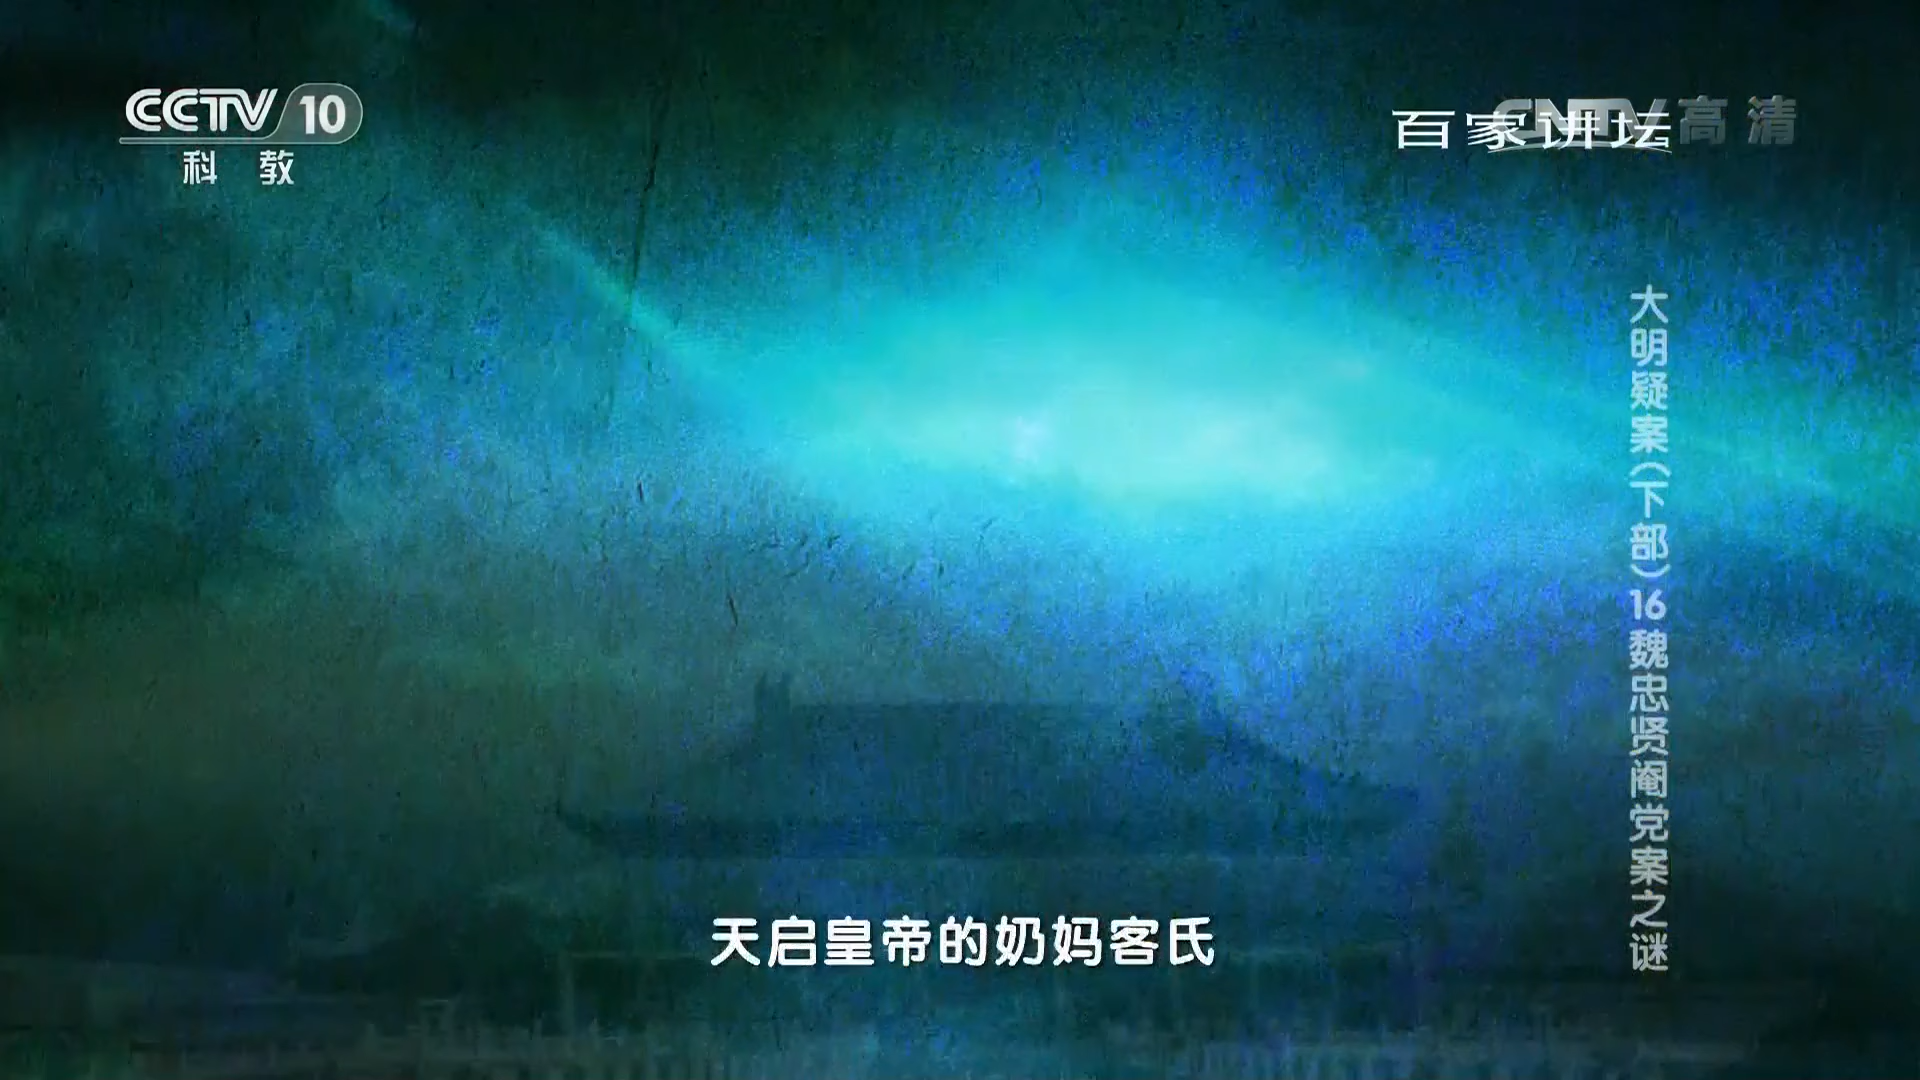 CCTV 10
科教
百家讲坛
CNTV 高清
大明疑案(下部)16魏忠贤阉党案之谜
天启皇帝的奶妈客氏